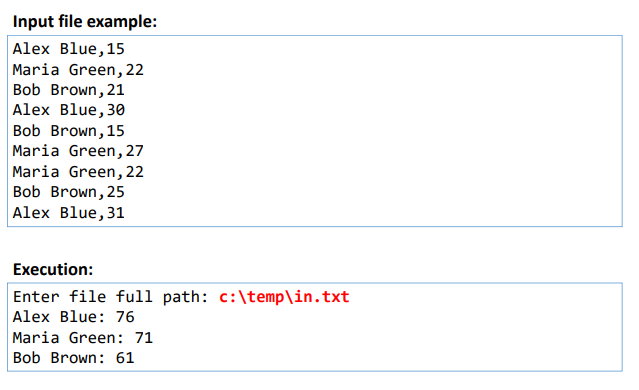 Input file example:
Alex Blue,15
Maria Green,22
Bob Brown,21
Alex Blue,30
Bob Brown,15
Maria Green,27
Maria Green,22
Bob Brown,25
Alex Blue,31
Execution:
Enter file full path: c:\temp\in.txt
Alex Blue: 76
Maria Green: 71
Bob Brown: 61